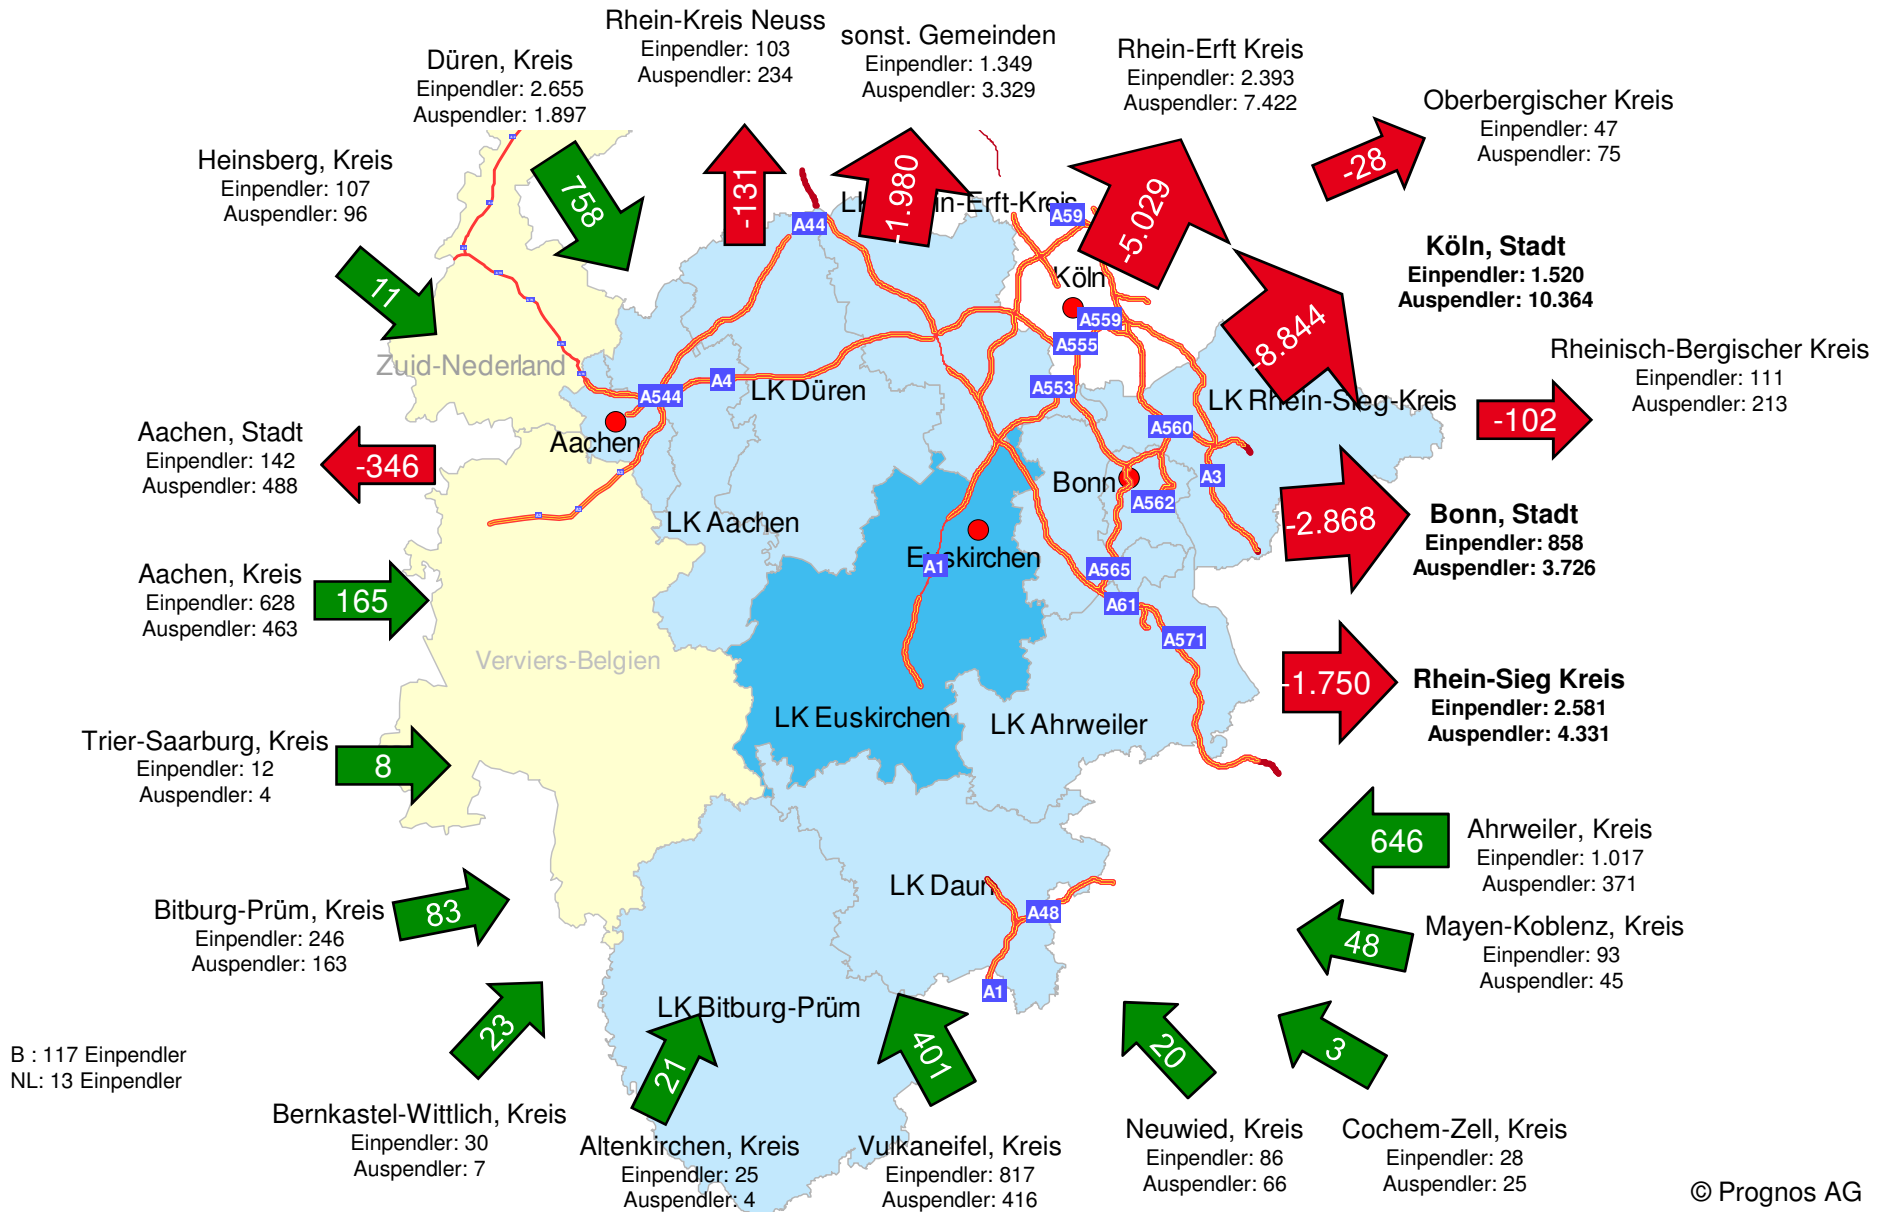 Rhein-Kreis Neuss
Einpendler: 103
Auspendler: 234
sonst. Gemeinden
Einpendler: 1.349
Auspendler: 3.329
Rhein-Erft Kreis
Einpendler: 2.393
Auspendler: 7.422
Düren, Kreis
Einpendler: 2.655
Auspendler: 1.897
Oberbergischer Kreis
Einpendler: 47
Auspendler: 75
Heinsberg, Kreis
Einpendler: 107
Auspendler: 96
758
-131
-1.980
-5.029
-28
11
LK
in-Erft-Kreis
A59
A44
Köln, Stadt
Einpendler: 1.520
Auspendler: 10.364
Köln
A559
A555
-8.844
Rheinisch-Bergischer Kreis
Einpendler: 111
Auspendler: 213
Zuid-Nederland
A544
A4
LK Düren
A553
LK Rhein-Sieg-Kreis
-102
Aachen, Stadt
Einpendler: 142
Auspendler: 488
-346
Aachen
A560
Bonn
A3
A562
LK Aachen
-2.868
Bonn, Stadt
Einpendler: 858
Auspendler: 3.726
Euskirchen
A1
A565
Aachen, Kreis
Einpendler: 628
Auspendler: 463
165
A61
A571
Verviers-Belgien
-1.750
Rhein-Sieg Kreis
Einpendler: 2.581
Auspendler: 4.331
LK Euskirchen
LK Ahrweiler
Trier-Saarburg, Kreis
Einpendler: 12
Auspendler: 4
8
646
Ahrweiler, Kreis
Einpendler: 1.017
Auspendler: 371
LK Daun
A48
Bitburg-Prüm, Kreis
Einpendler: 246
Auspendler: 163
83
48
Mayen-Koblenz, Kreis
Einpendler: 93
Auspendler: 45
A1
LK Bitburg-Prüm
23
21
401
20
3
B : 117 Einpendler
NL: 13 Einpendler
Bernkastel-Wittlich, Kreis
Einpendler: 30
Auspendler: 7
Altenkirchen, Kreis
Einpendler: 25
Auspendler: 4
Vulkaneifel, Kreis
Einpendler: 817
Auspendler: 416
Neuwied, Kreis
Einpendler: 86
Auspendler: 66
Cochem-Zell, Kreis
Einpendler: 28
Auspendler: 25
© Prognos AG